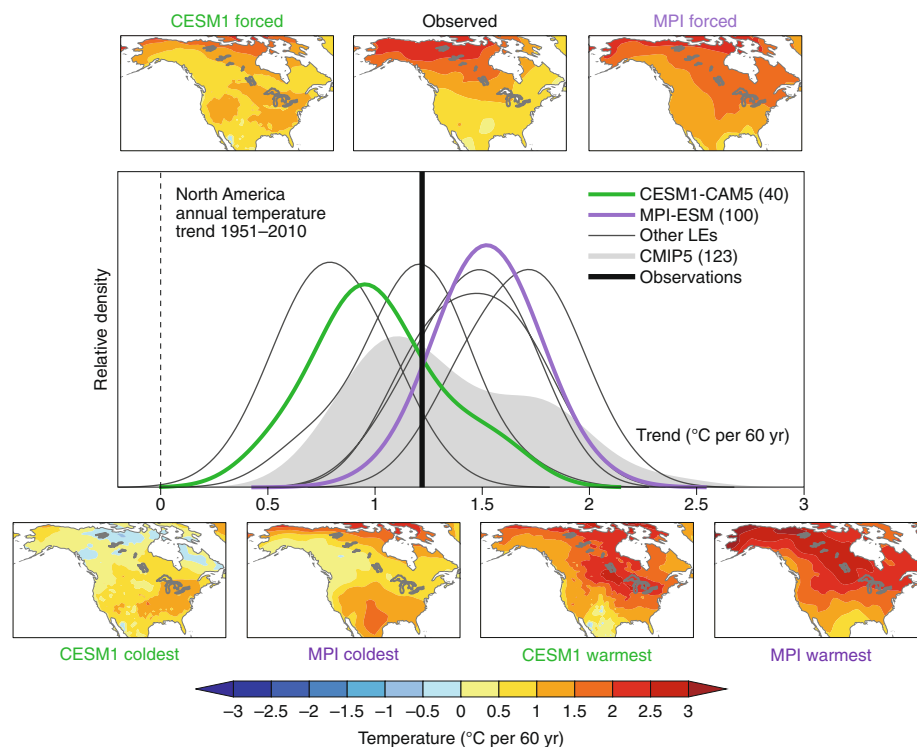 CESM1 forced
Observed
MPI forced
North America
annual temperature
trend 1951–2010
CESM1-CAM5 (40)
MPI-ESM (100)
Other LEs
CMIP5 (123)
Observations
Relative density
Trend (°C per 60 yr)
0 0.5 1 1.5 2 2.5 3
CESM1 coldest
MPI coldest
CESM1 warmest
MPI warmest
−3 −2.5 −2 −1.5 −1 −0.5 0 0.5 1 1.5 2 2.5 3
Temperature (°C per 60 yr)